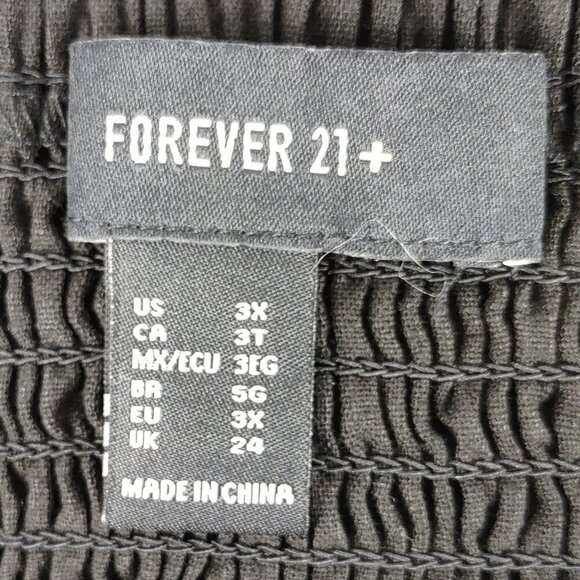 FOREVER 21+
US 3X
CA 3T
MX/ECU 3EG
BR 5G
EU 3X
UK 24
MADE IN CHINA